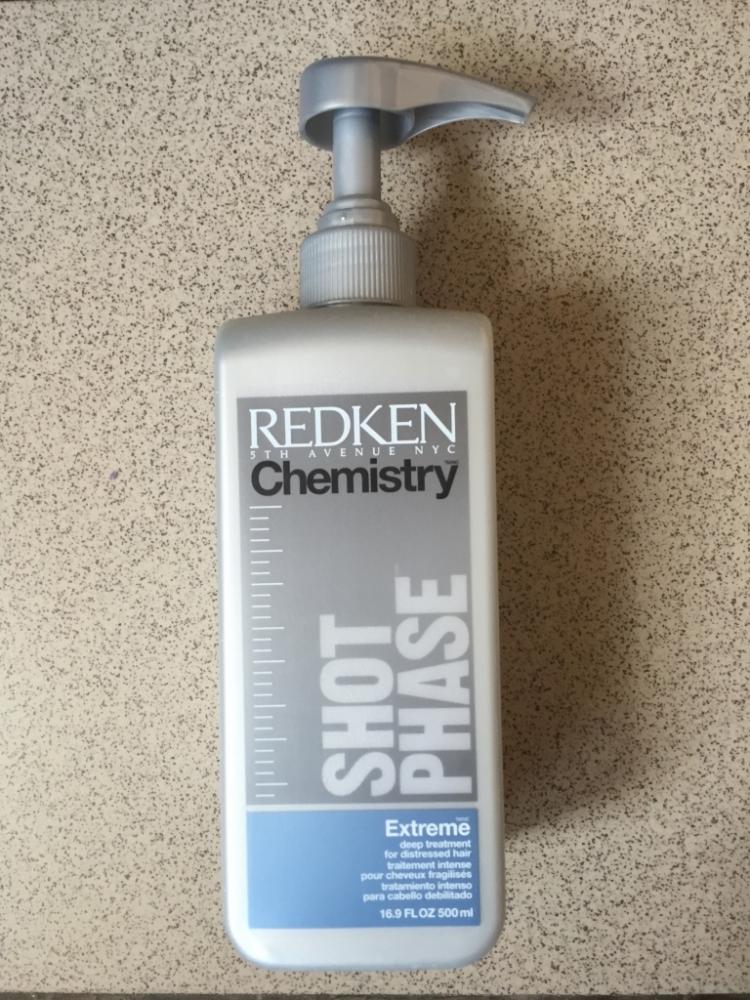 REDKEN
5TH AVENUE NYC
Chemistry
SHOT
PHASE
Extreme
deep treatment
for distressed hair
traitement intense
pour cheveux fragilisés
tratamiento intenso
para cabello debilitado
16.9 FL OZ 500 ml